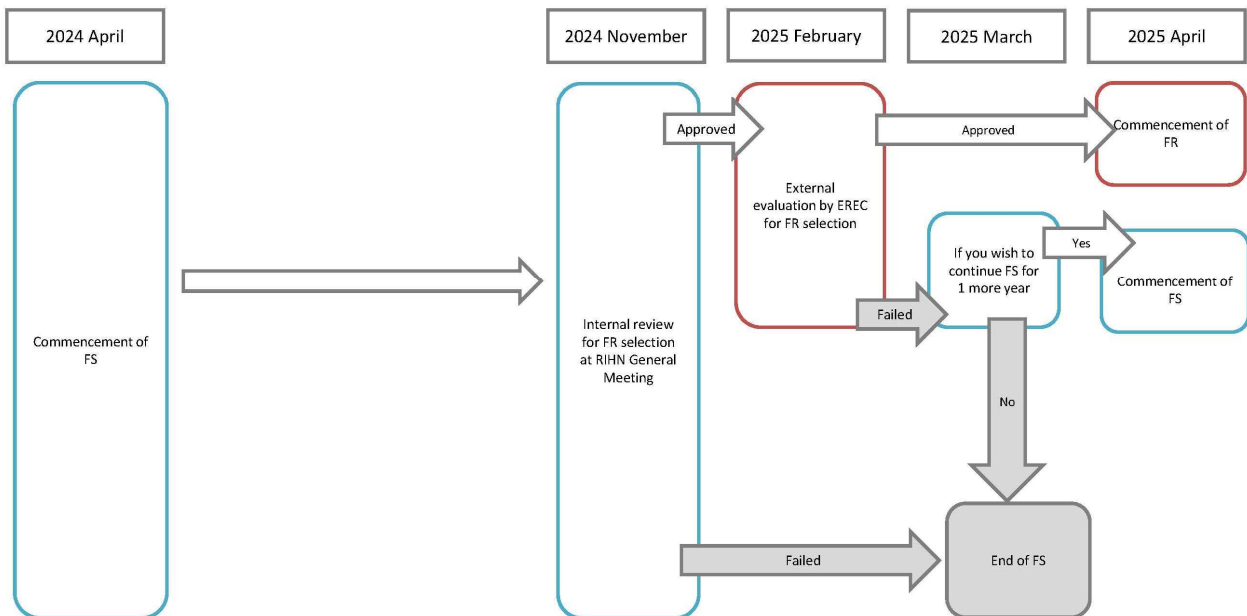 2024 April
2024 November
2025 February
2025 March
2025 April
Commencement of
FS
Internal review
for FR selection
at RIHN General
Meeting
Approved
External
evaluation by EREC
for FR selection
Approved
Commencement of
FR
Failed
If you wish to
continue FS for
1 more year
Yes
Commencement of
FS
No
Failed
End of FS